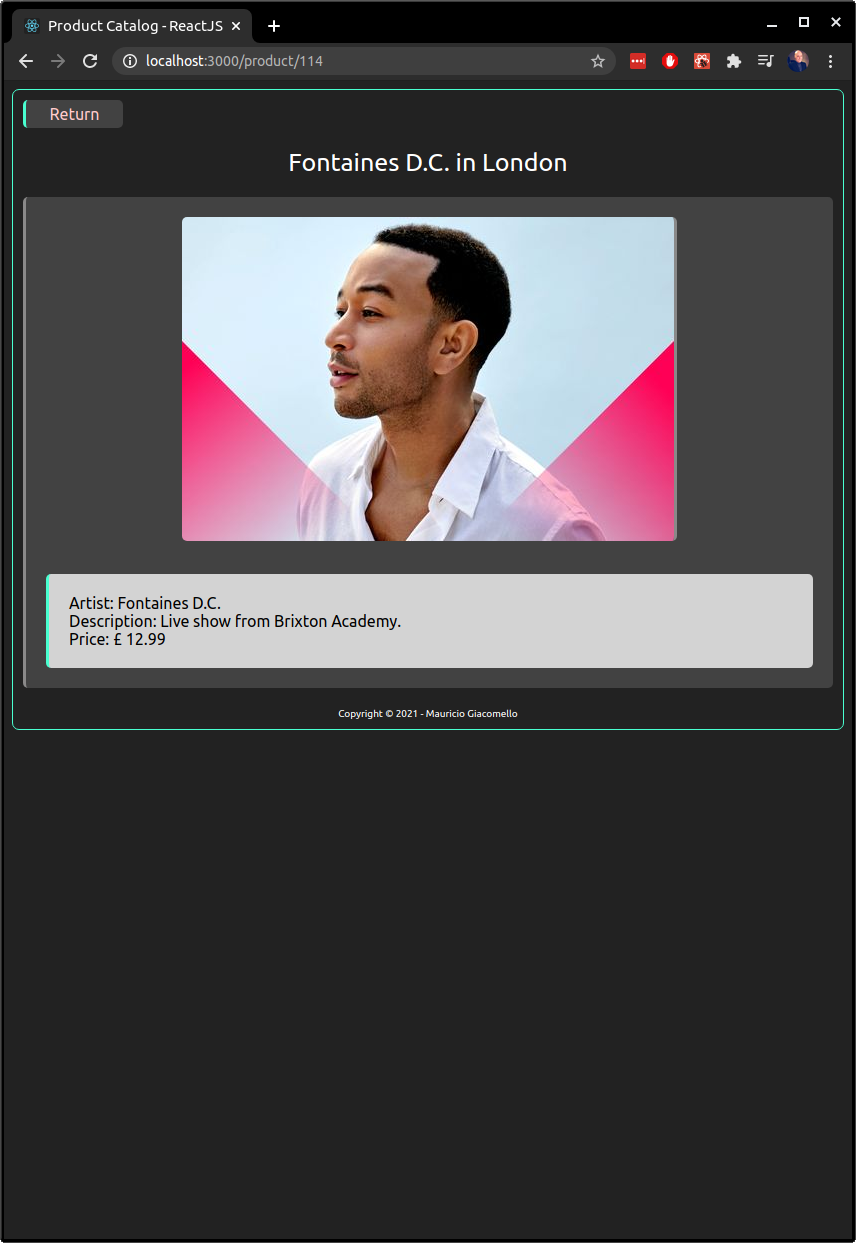 Product Catalog - ReactJS
localhost:3000/product/114
Return
Fontaines D.C. in London
Artist: Fontaines D.C.
Description: Live show from Brixton Academy.
Price: £ 12.99
Copyright © 2021 - Mauricio Giacomello